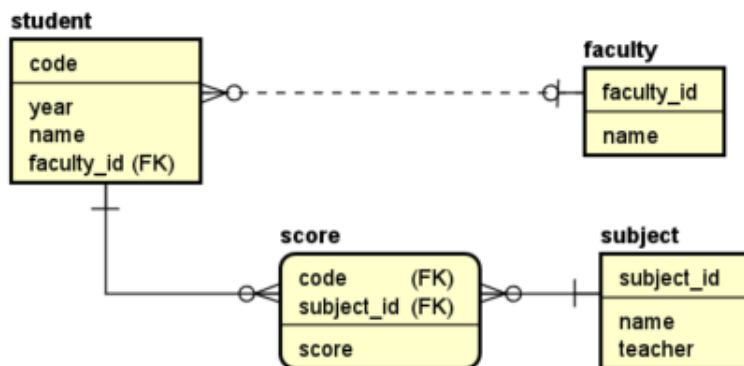 student
code
year
name
faculty_id (FK)
faculty
faculty_id
name
score
code (FK)
subject_id (FK)
score
subject
subject_id
name
teacher